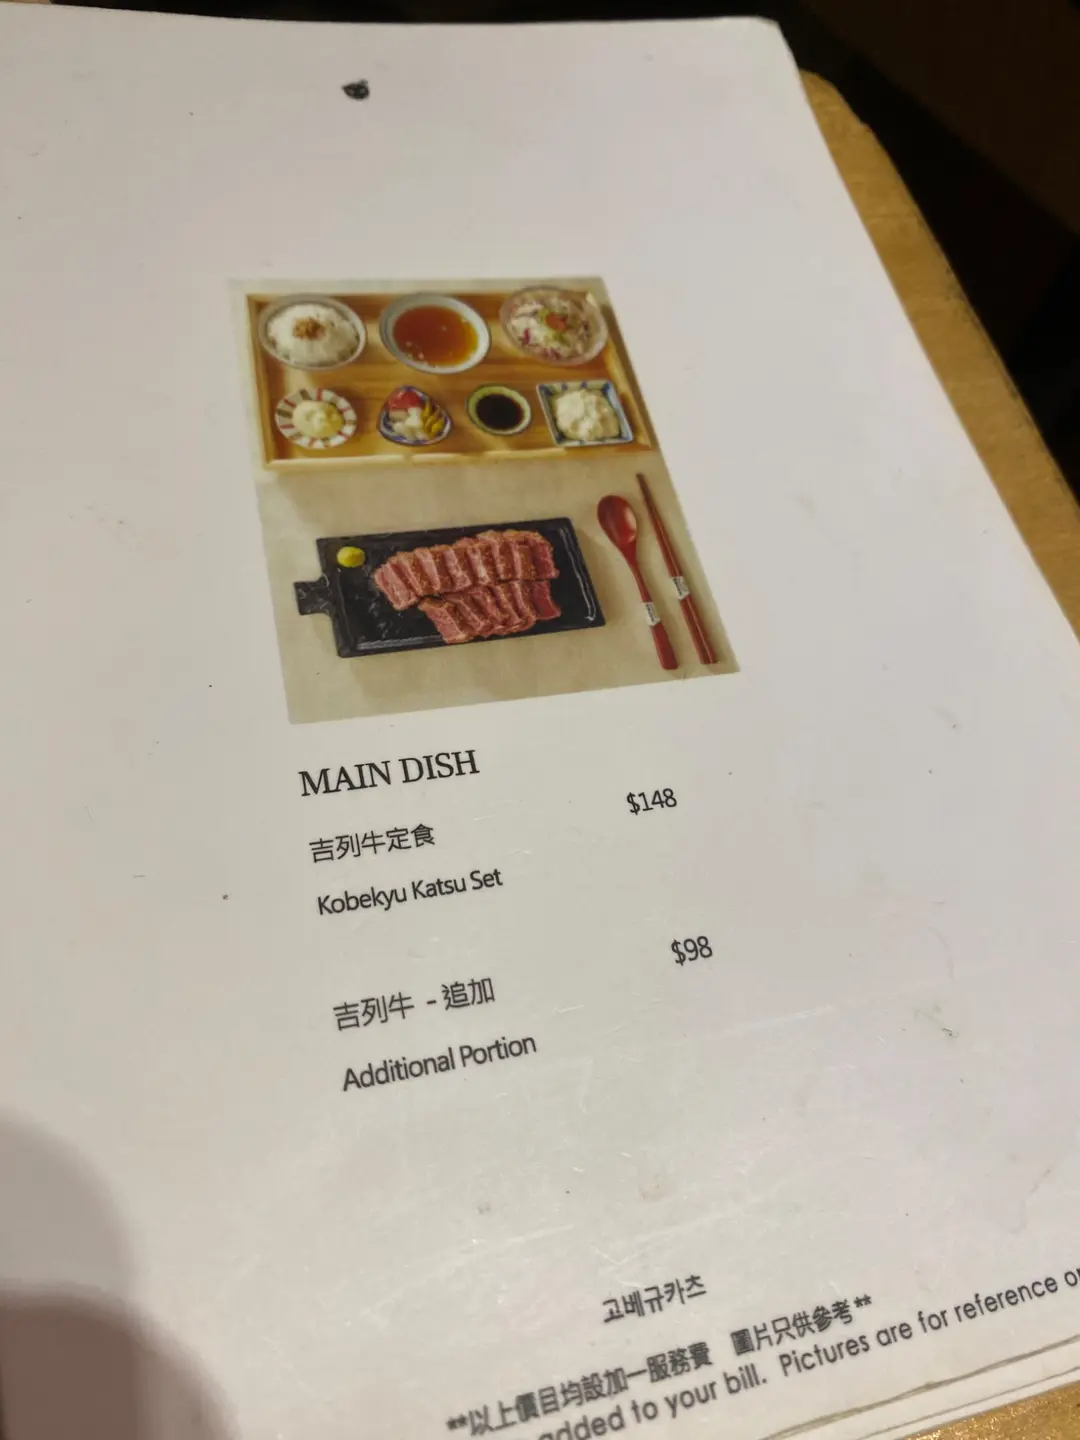 MAIN DISH
吉列牛定食 $148
Kobekyu Katsu Set
吉列牛 - 追加 $98
Additional Portion
고베규카츠
**以上價目均設加一服務費 圖片只供參考**
added to your bill. Pictures are for reference